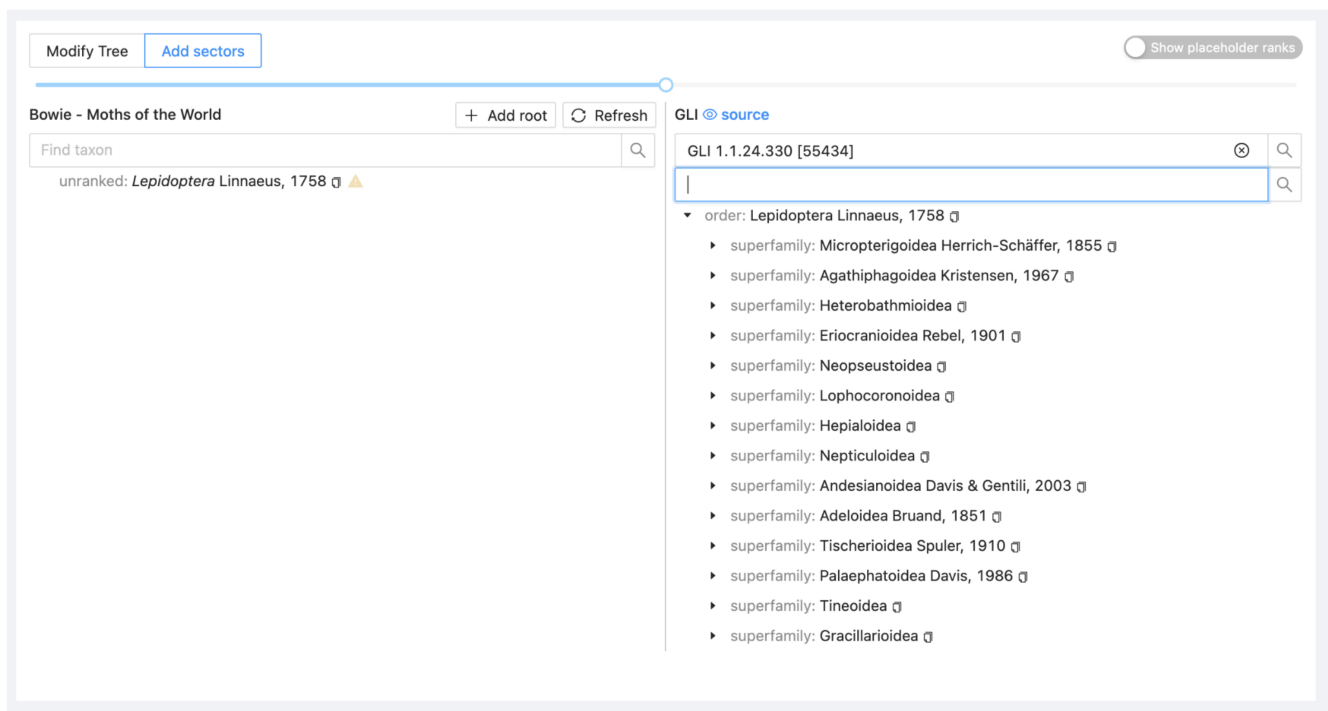 Modify Tree
Add sectors
Show placeholder ranks
Bowie - Moths of the World
+ Add root
Refresh
Find taxon
unranked: Lepidoptera Linnaeus, 1758
GLI source
GLI 1.1.24.330 [55434]
order: Lepidoptera Linnaeus, 1758
superfamily: Micropterigoidea Herrich-Schäffer, 1855
superfamily: Agathiphagoidea Kristensen, 1967
superfamily: Heterobathmioidea
superfamily: Eriocranioidea Rebel, 1901
superfamily: Neopseustoidea
superfamily: Lophocoronoidea
superfamily: Hepialoidea
superfamily: Nepticuloidea
superfamily: Andesianoidea Davis & Gentili, 2003
superfamily: Adeloidea Bruand, 1851
superfamily: Tischerioidea Spuler, 1910
superfamily: Palaephatoidea Davis, 1986
superfamily: Tineoidea
superfamily: Gracillarioidea